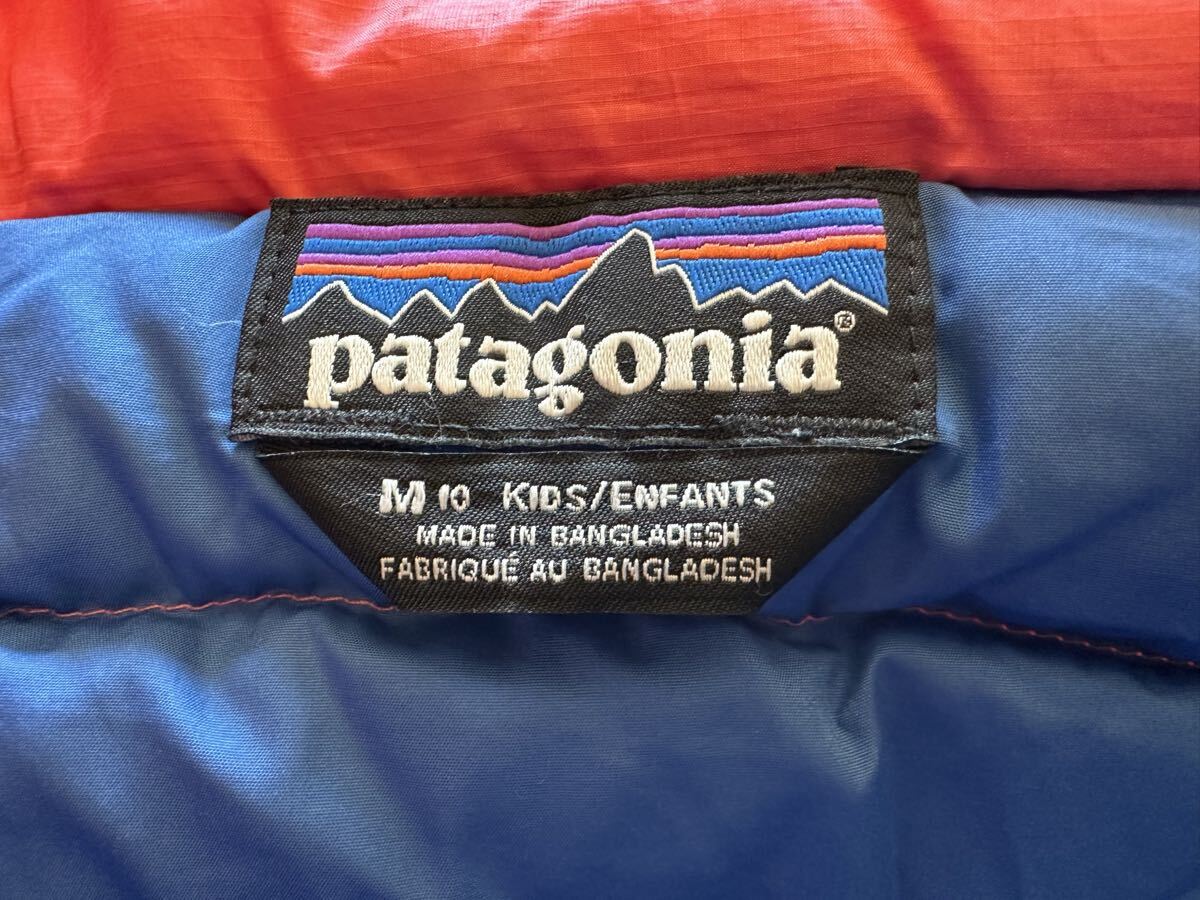 patagonia®
M 10 KIDS/ENFANTS
MADE IN BANGLADESH
FABRIQUÉ AU BANGLADESH